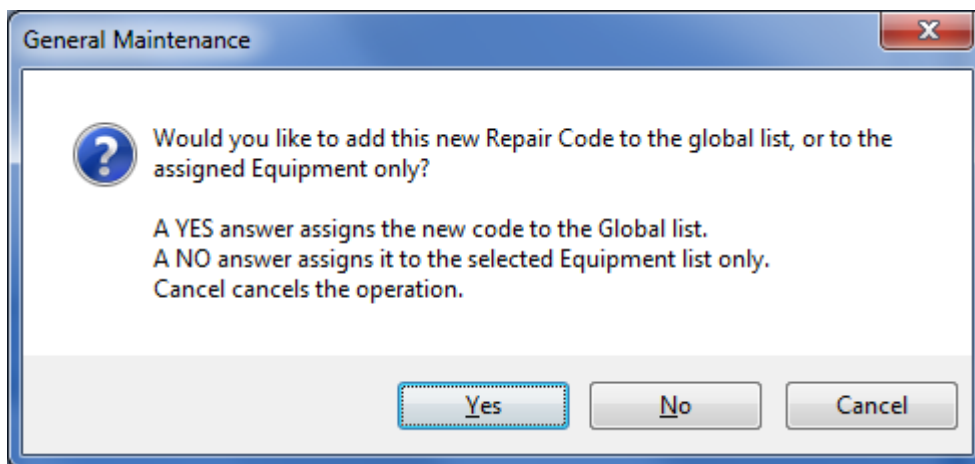 General Maintenance
Would you like to add this new Repair Code to the global list, or to the
assigned Equipment only?
A YES answer assigns the new code to the Global list.
A NO answer assigns it to the selected Equipment list only.
Cancel cancels the operation.
Yes No Cancel